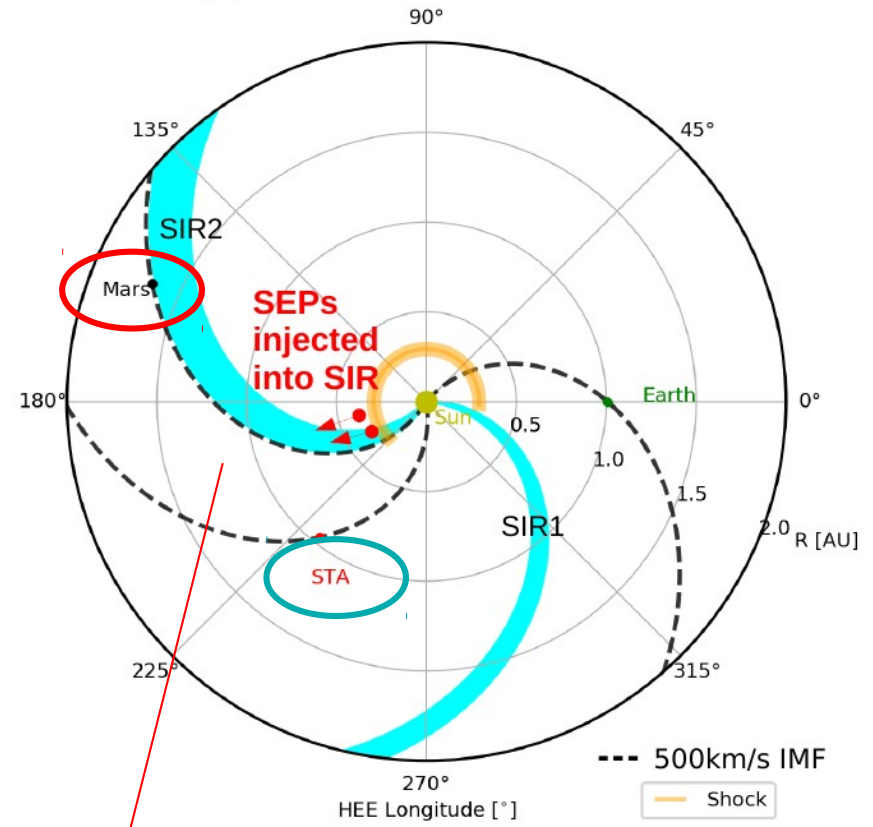 90°
135°
45°
SIR2
Mars
SEPs
injected
into SIR
180°
0°
Earth
Sun
0.5
1.0
1.5
2.0
R [AU]
SIR1
STA
225°
315°
270°
HEE Longitude [°]
500km/s IMF
Shock